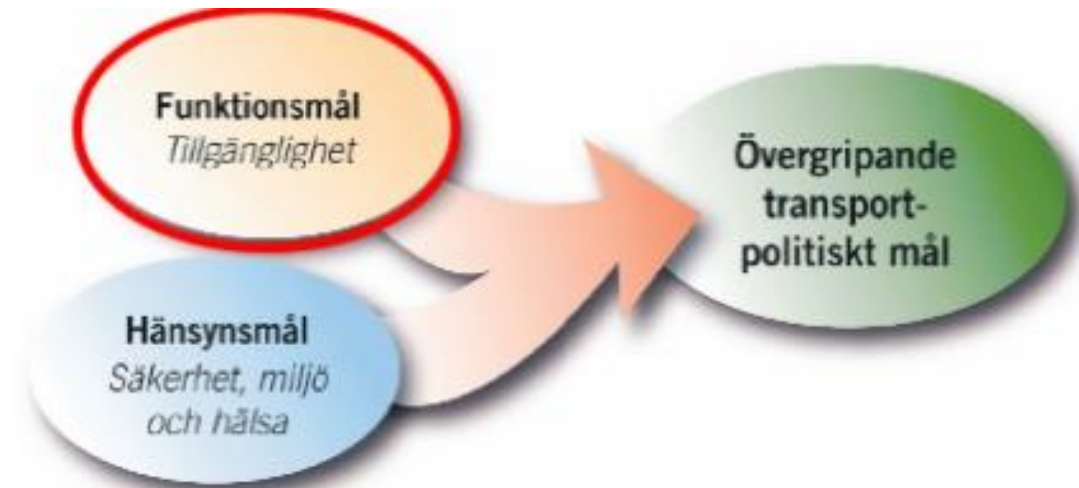 Funktionsmål
Tillgänglighet
Hänsynsmål
Säkerhet, miljö
och hälsa
Övergripande
transport-
politiskt mål